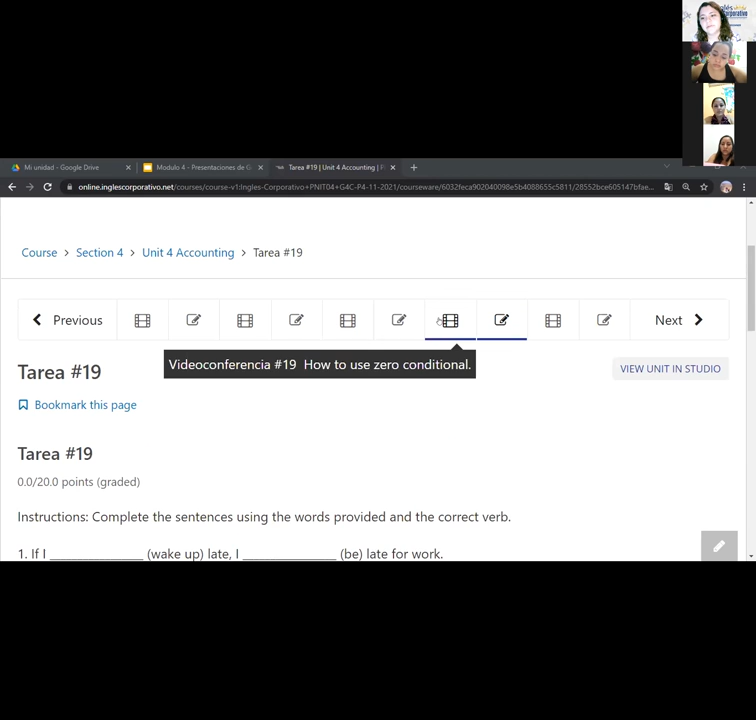 Inglés
Corporativo
Mi unidad - Google Drive
Modulo 4 - Presentaciones de G
Tarea #19 | Unit 4 Accounting | P
online.inglescorporativo.net/courses/course-v1:Ingles-Corporativo+PNIT04+G4C-P4-11-2021/courseware/6032feca902040098e5b4088655c5811/28552bce605147bfae...
Course > Section 4 > Unit 4 Accounting > Tarea #19
Previous
Next
Videoconferencia #19 How to use zero conditional.
Tarea #19
VIEW UNIT IN STUDIO
Bookmark this page
Tarea #19
0.0/20.0 points (graded)
Instructions: Complete the sentences using the words provided and the correct verb.
1. If I ______________ (wake up) late, I ______________ (be) late for work.